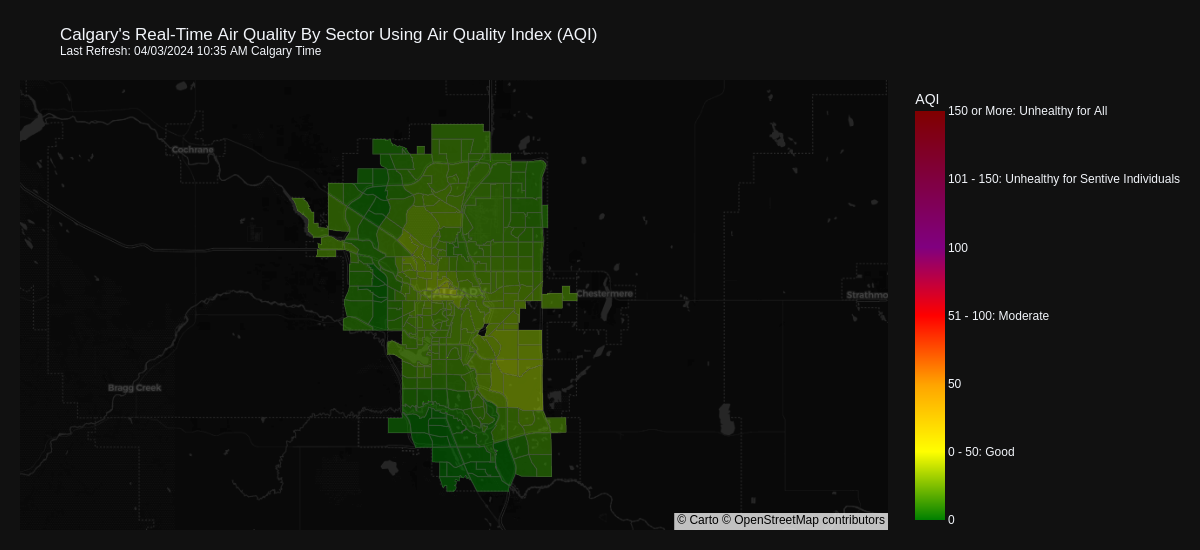 Calgary's Real-Time Air Quality By Sector Using Air Quality Index (AQI)
Last Refresh: 04/03/2024 10:35 AM Calgary Time
AQI
150 or More: Unhealthy for All
101 - 150: Unhealthy for Sentive Individuals
100
51 - 100: Moderate
50
0 - 50: Good
0
Cochrane
CALGARY
Chestermere
Strathmo
Bragg Creek
© Carto © OpenStreetMap contributors